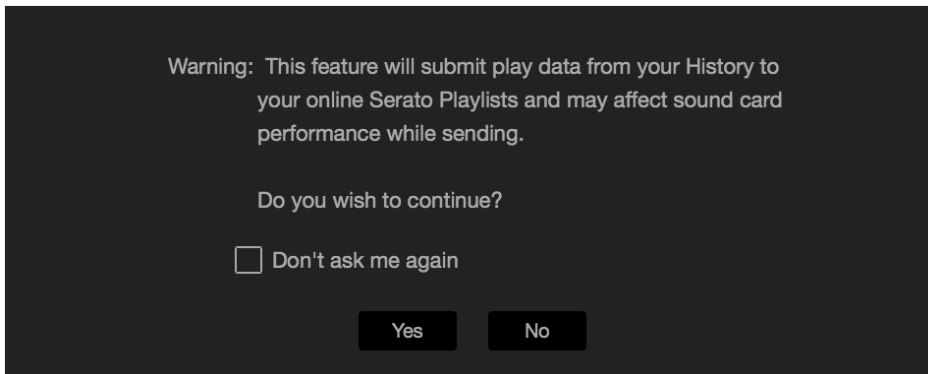 Warning:  This feature will submit play data from your History to
your online Serato Playlists and may affect sound card
performance while sending.
Do you wish to continue?
Don't ask me again
Yes No